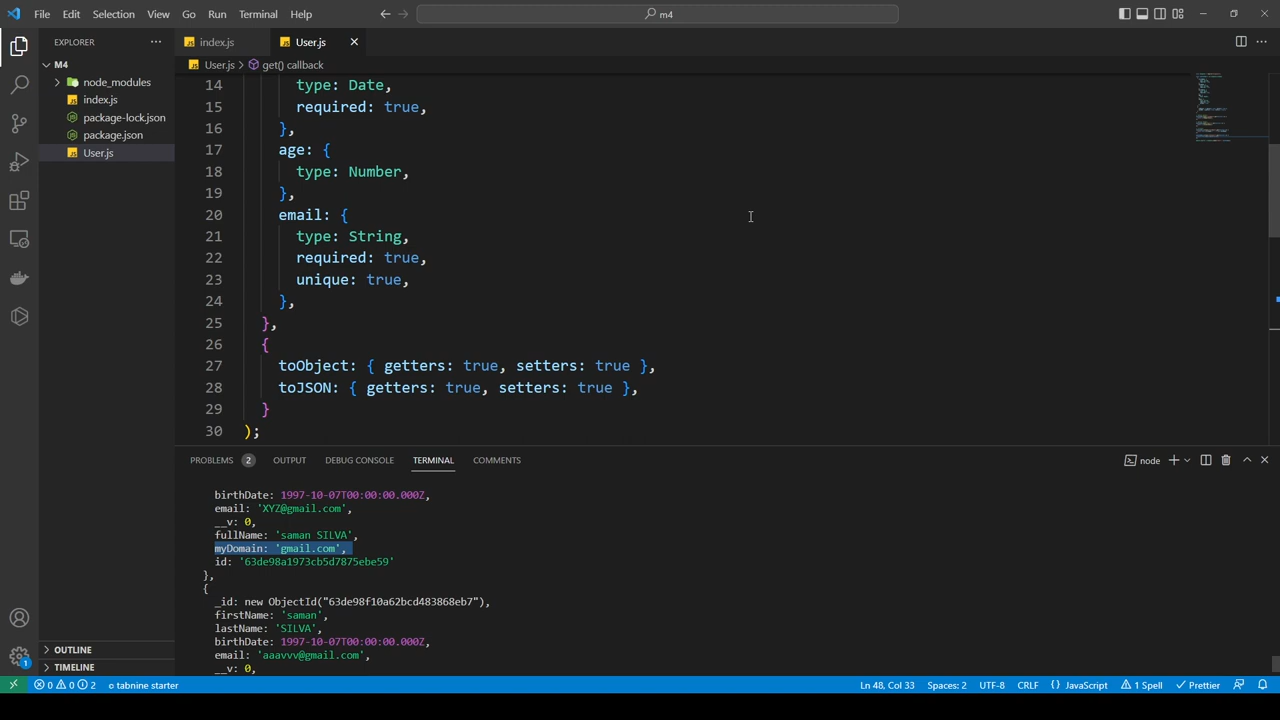 File Edit Selection View Go Run Terminal Help
m4
EXPLORER
index.js
User.js
User.js > get() callback
M4
node_modules
index.js
package-lock.json
package.json
User.js
14 type: Date,
15 required: true,
16 },
17 age: {
18 type: Number,
19 },
20 email: {
21 type: String,
22 required: true,
23 unique: true,
24 },
25 },
26 {
27 toObject: { getters: true, setters: true },
28 toJSON: { getters: true, setters: true },
29 }
30 );
PROBLEMS 2 OUTPUT DEBUG CONSOLE TERMINAL COMMENTS
node
birthDate: 1997-10-07T00:00:00.000Z,
email: 'XYZ@gmail.com',
__v: 0,
fullName: 'saman SILVA',
myDomain: 'gmail.com',
id: '63de98a1973cb5d7875ebe59'
},
{
_id: new ObjectId("63de98f10a62bcd483868eb7"),
firstName: 'saman',
lastName: 'SILVA',
birthDate: 1997-10-07T00:00:00.000Z,
email: 'aaavvv@gmail.com',
__v: 0,
OUTLINE
TIMELINE
1
0 0 2 tabnine starter
Ln 48, Col 33 Spaces: 2 UTF-8 CRLF {} JavaScript 1 Spell Prettier